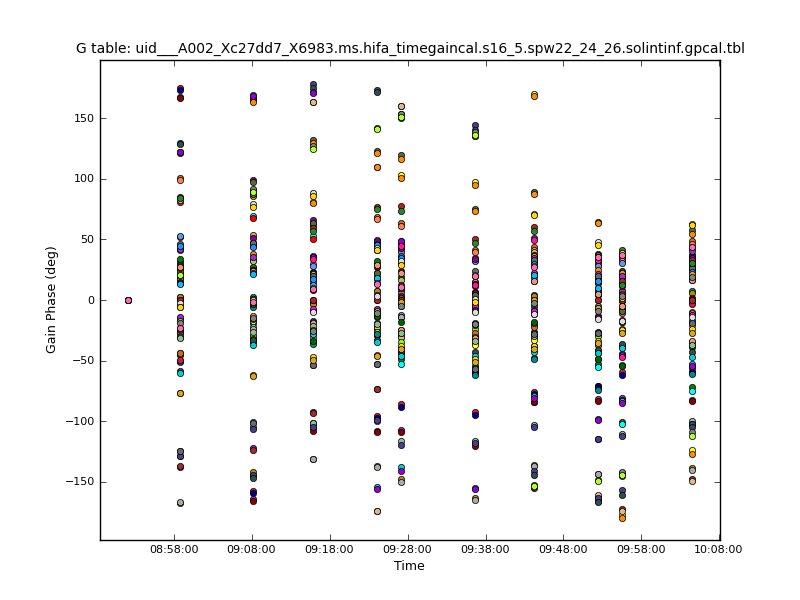 G table: uid___A002_Xc27dd7_X6983.ms.hifa_timegaincal.s16_5.spw22_24_26.solintinf.gpcal.tbl
Gain Phase (deg)
150
100
50
0
−50
−100
−150
08:58:00 09:08:00 09:18:00 09:28:00 09:38:00 09:48:00 09:58:00 10:08:00
Time